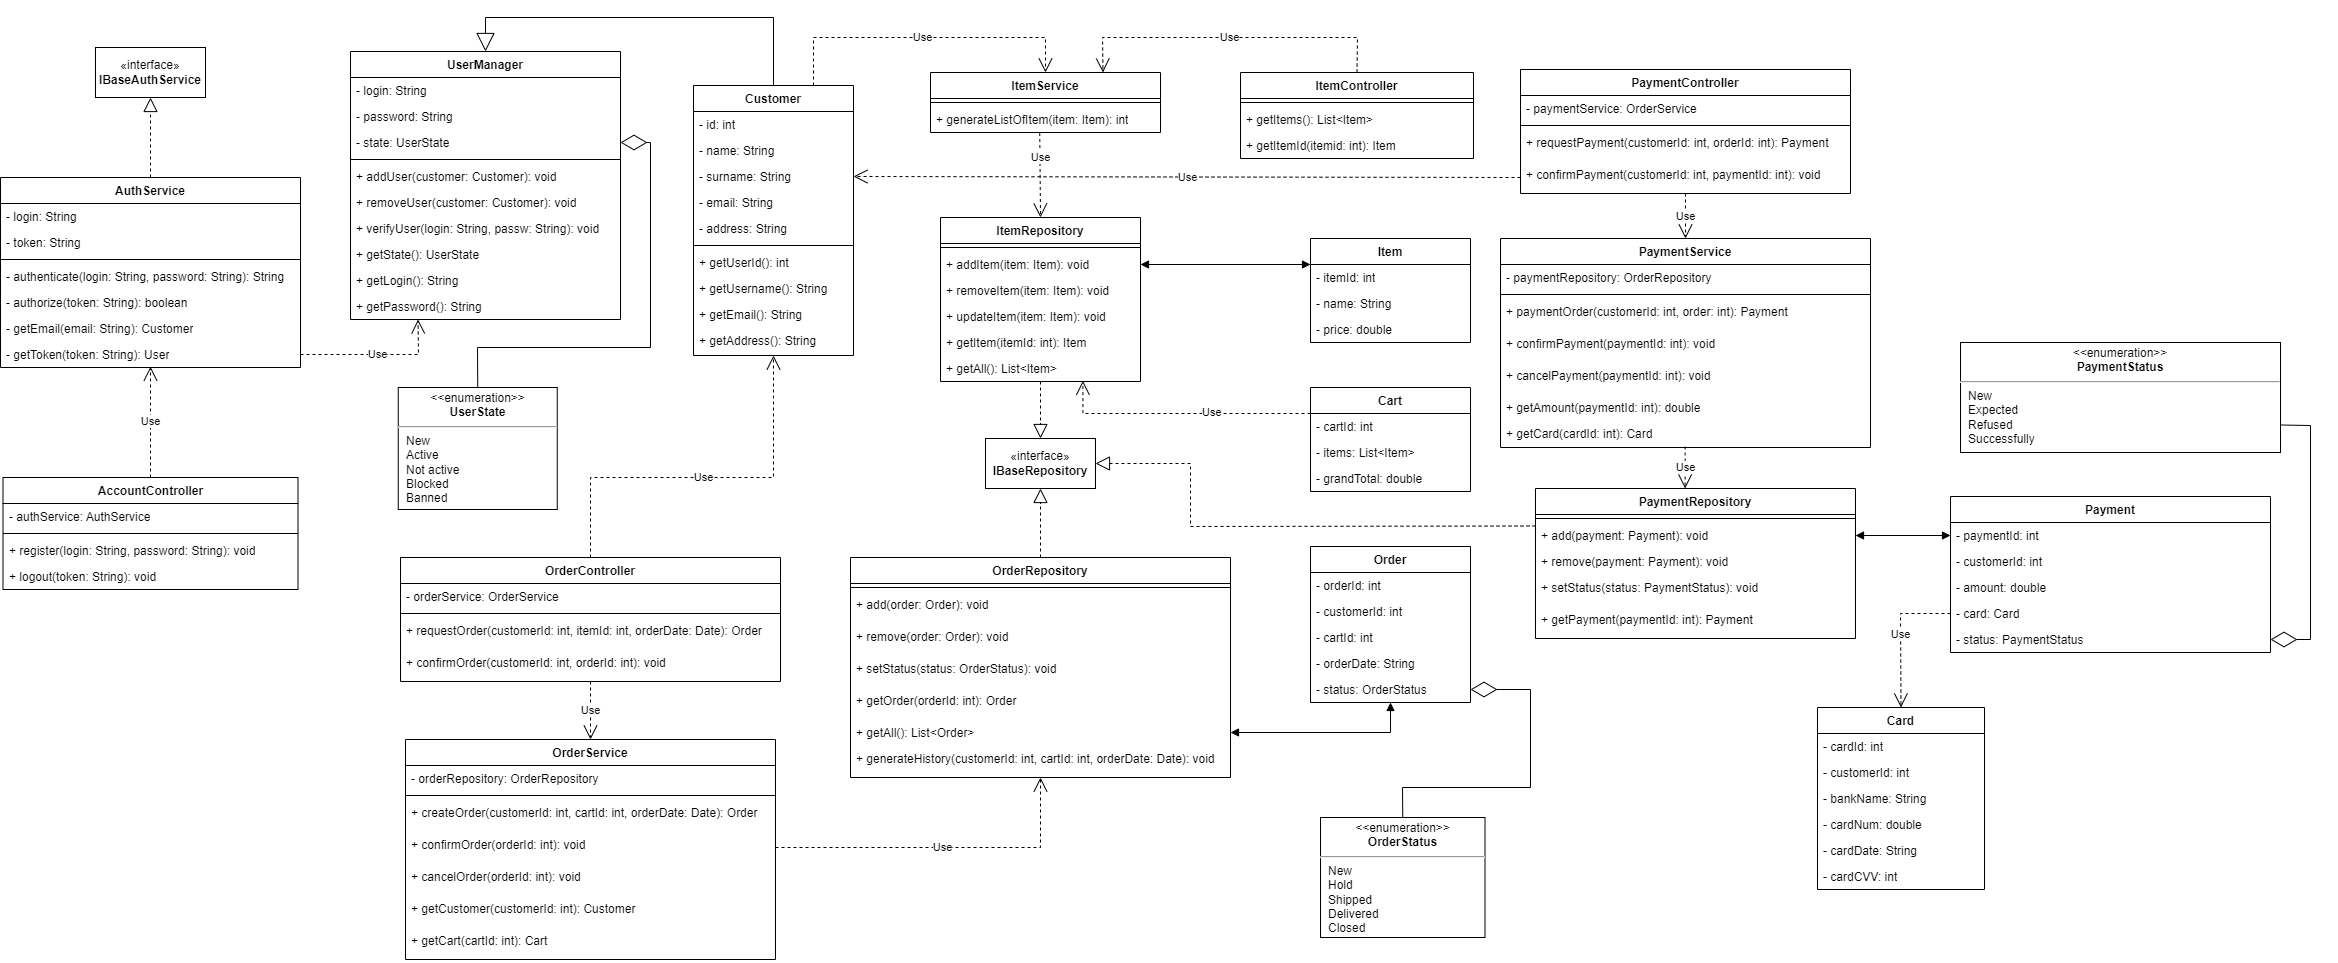 «interface»
IBaseAuthService
AuthService
- login: String
- token: String
- authenticate(login: String, password: String): String
- authorize(token: String): boolean
- getEmail(email: String): Customer
- getToken(token: String): User
Use
Use
AccountController
- authService: AuthService
+ register(login: String, password: String): void
+ logout(token: String): void
UserManager
- login: String
- password: String
- state: UserState
+ addUser(customer: Customer): void
+ removeUser(customer: Customer): void
+ verifyUser(login: String, passw: String): void
+ getState(): UserState
+ getLogin(): String
+ getPassword(): String
<<enumeration>>
UserState
New
Active
Not active
Blocked
Banned
Customer
- id: int
- name: String
- surname: String
- email: String
- address: String
+ getUserId(): int
+ getUsername(): String
+ getEmail(): String
+ getAddress(): String
Use
OrderController
- orderService: OrderService
+ requestOrder(customerId: int, itemId: int, orderDate: Date): Order
+ confirmOrder(customerId: int, orderId: int): void
Use
OrderService
- orderRepository: OrderRepository
+ createOrder(customerId: int, cartId: int, orderDate: Date): Order
+ confirmOrder(orderId: int): void
+ cancelOrder(orderId: int): void
+ getCustomer(customerId: int): Customer
+ getCart(cartId: int): Cart
Use
Use
Use
ItemService
+ generateListOfItem(item: Item): int
Use
ItemController
+ getItems(): List<Item>
+ getItemId(itemid: int): Item
Use
ItemRepository
+ addItem(item: Item): void
+ removeItem(item: Item): void
+ updateItem(item: Item): void
+ getItem(itemId: int): Item
+ getAll(): List<Item>
Item
- itemId: int
- name: String
- price: double
Use
Cart
- cartId: int
- items: List<Item>
- grandTotal: double
«interface»
IBaseRepository
OrderRepository
+ add(order: Order): void
+ remove(order: Order): void
+ setStatus(status: OrderStatus): void
+ getOrder(orderId: int): Order
+ getAll(): List<Order>
+ generateHistory(customerId: int, cartId: int, orderDate: Date): void
Order
- orderId: int
- customerId: int
- cartId: int
- orderDate: String
- status: OrderStatus
<<enumeration>>
OrderStatus
New
Hold
Shipped
Delivered
Closed
PaymentController
- paymentService: OrderService
+ requestPayment(customerId: int, orderId: int): Payment
+ confirmPayment(customerId: int, paymentId: int): void
Use
PaymentService
- paymentRepository: OrderRepository
+ paymentOrder(customerId: int, order: int): Payment
+ confirmPayment(paymentId: int): void
+ cancelPayment(paymentId: int): void
+ getAmount(paymentId: int): double
+ getCard(cardId: int): Card
Use
PaymentRepository
+ add(payment: Payment): void
+ remove(payment: Payment): void
+ setStatus(status: PaymentStatus): void
+ getPayment(paymentId: int): Payment
<<enumeration>>
PaymentStatus
New
Expected
Refused
Successfully
Payment
- paymentId: int
- customerId: int
- amount: double
- card: Card
- status: PaymentStatus
Use
Card
- cardId: int
- customerId: int
- bankName: String
- cardNum: double
- cardDate: String
- cardCVV: int